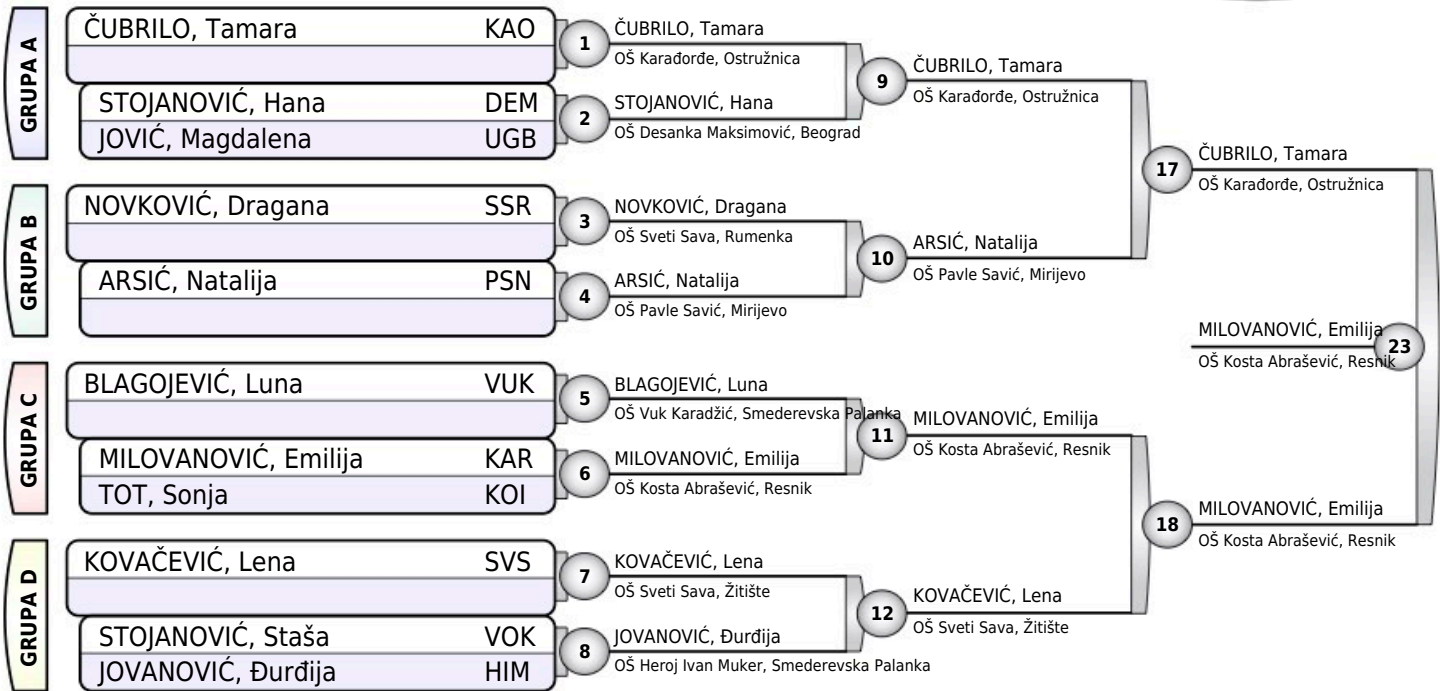 GRUPA A
ČUBRILO, Tamara KAO
STOJANOVIĆ, Hana DEM
JOVIĆ, Magdalena UGB
GRUPA B
NOVKOVIĆ, Dragana SSR
ARSIĆ, Natalija PSN
GRUPA C
BLAGOJEVIĆ, Luna VUK
MILOVANOVIĆ, Emilija KAR
TOT, Sonja KOI
GRUPA D
KOVAČEVIĆ, Lena SVS
STOJANOVIĆ, Staša VOK
JOVANOVIĆ, Đurđija HIM
1
ČUBRILO, Tamara
OŠ Karađorđe, Ostružnica
2
STOJANOVIĆ, Hana
OŠ Desanka Maksimović, Beograd
3
NOVKOVIĆ, Dragana
OŠ Sveti Sava, Rumenka
4
ARSIĆ, Natalija
OŠ Pavle Savić, Mirijevo
5
BLAGOJEVIĆ, Luna
OŠ Vuk Karadžić, Smederevska Palanka
6
MILOVANOVIĆ, Emilija
OŠ Kosta Abrašević, Resnik
7
KOVAČEVIĆ, Lena
OŠ Sveti Sava, Žitište
8
JOVANOVIĆ, Đurđija
OŠ Heroj Ivan Muker, Smederevska Palanka
9
ČUBRILO, Tamara
OŠ Karađorđe, Ostružnica
10
ARSIĆ, Natalija
OŠ Pavle Savić, Mirijevo
11
MILOVANOVIĆ, Emilija
OŠ Kosta Abrašević, Resnik
12
KOVAČEVIĆ, Lena
OŠ Sveti Sava, Žitište
17
ČUBRILO, Tamara
OŠ Karađorđe, Ostružnica
18
MILOVANOVIĆ, Emilija
OŠ Kosta Abrašević, Resnik
MILOVANOVIĆ, Emilija
OŠ Kosta Abrašević, Resnik
23